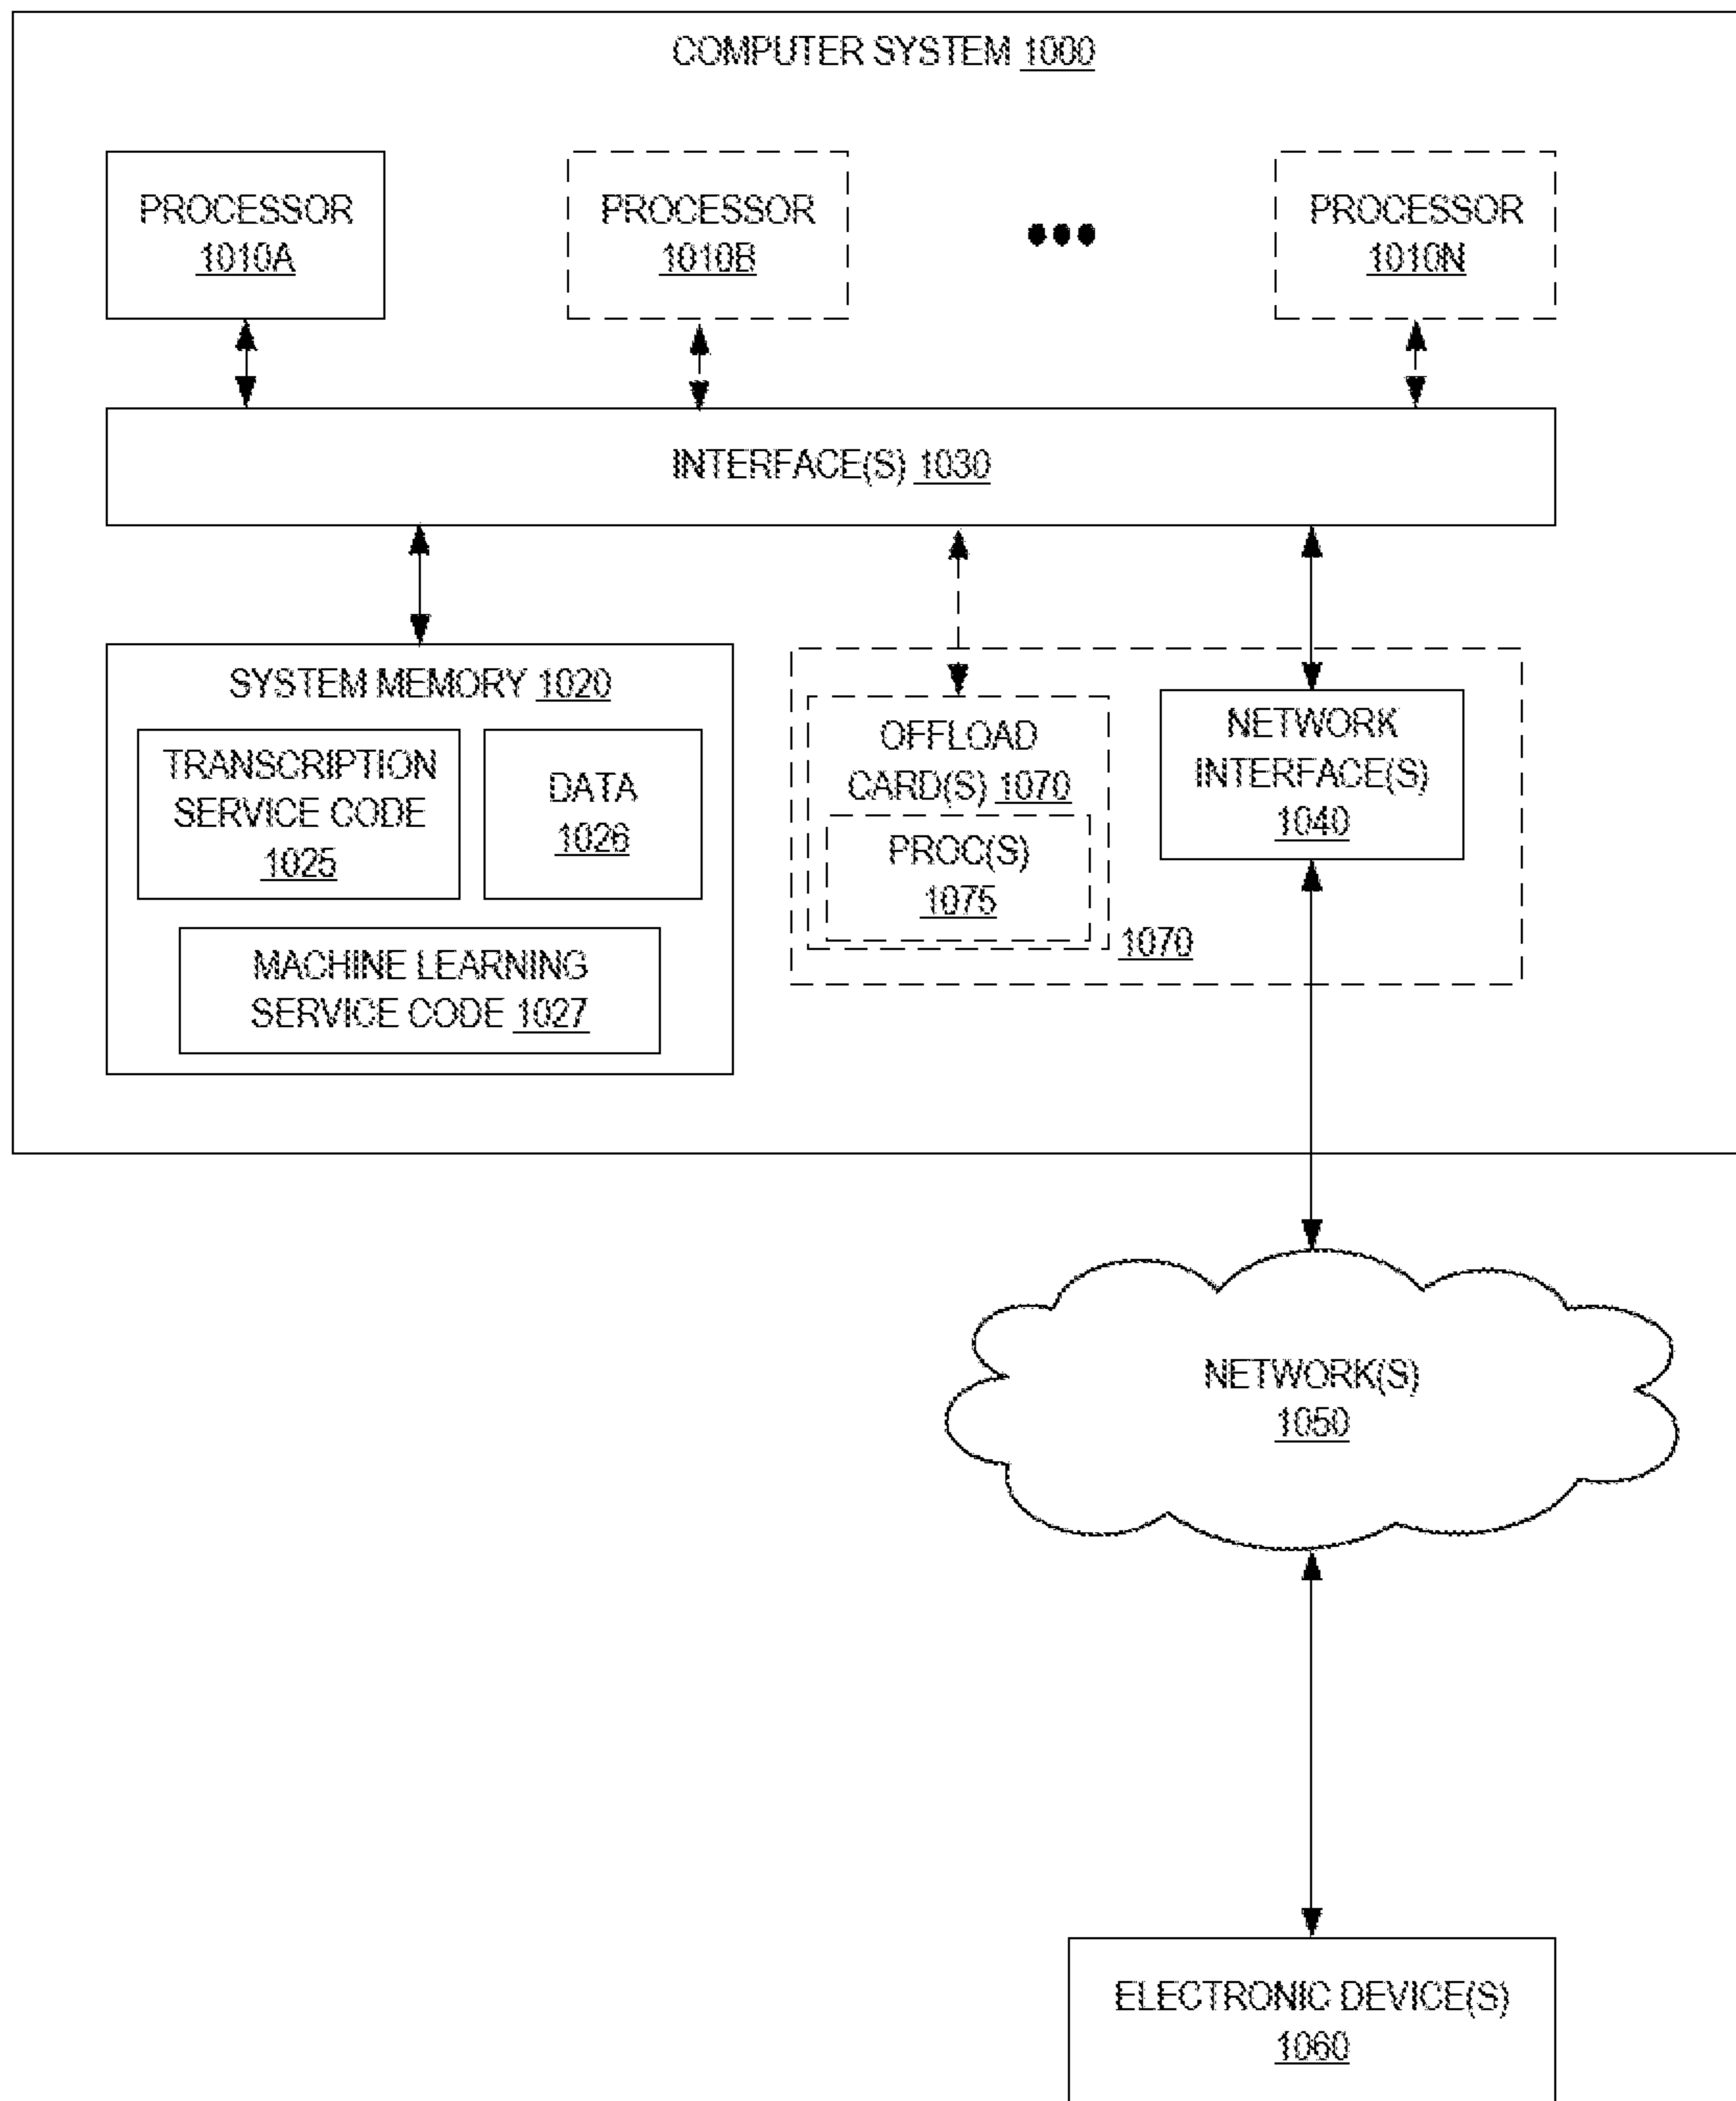 COMPUTER SYSTEM 1000
PROCESSOR
1010A
PROCESSOR
1010B
PROCESSOR
1010N
INTERFACE(S) 1030
SYSTEM MEMORY 1020
TRANSCRIPTION
SERVICE CODE
1025
DATA
1026
MACHINE LEARNING
SERVICE CODE 1027
OFFLOAD
CARD(S) 1070
PROC(S)
1075
1070
NETWORK
INTERFACE(S)
1040
NETWORK(S)
1050
ELECTRONIC DEVICE(S)
1060